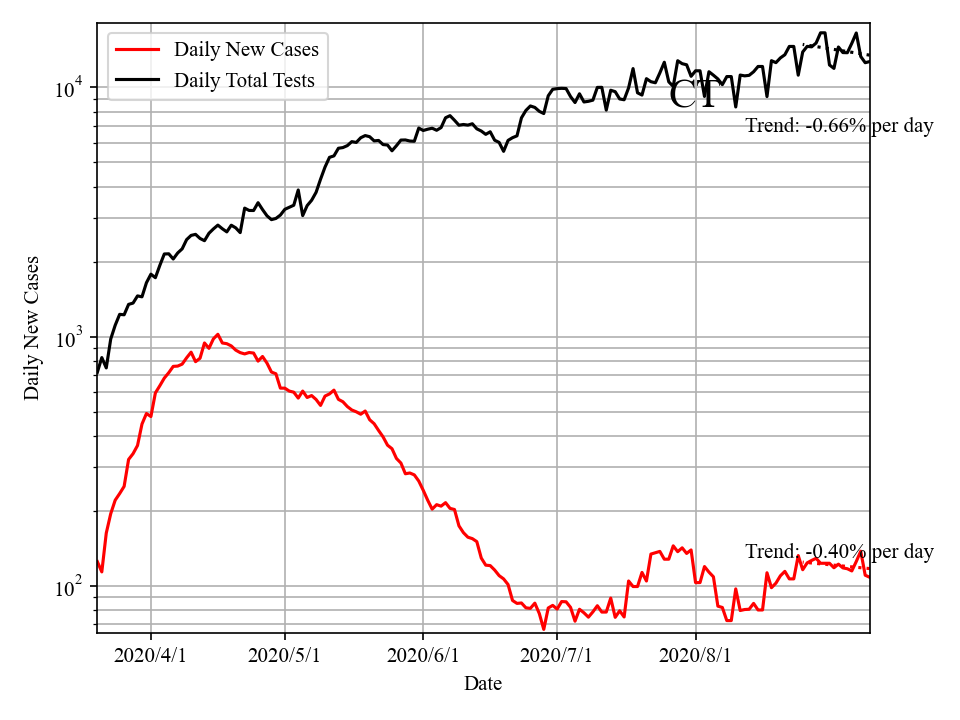 Daily New Cases
Daily Total Tests
CT
Trend: -0.66% per day
Trend: -0.40% per day
10^4
10^3
10^2
Daily New Cases
2020/4/1
2020/5/1
2020/6/1
2020/7/1
2020/8/1
Date